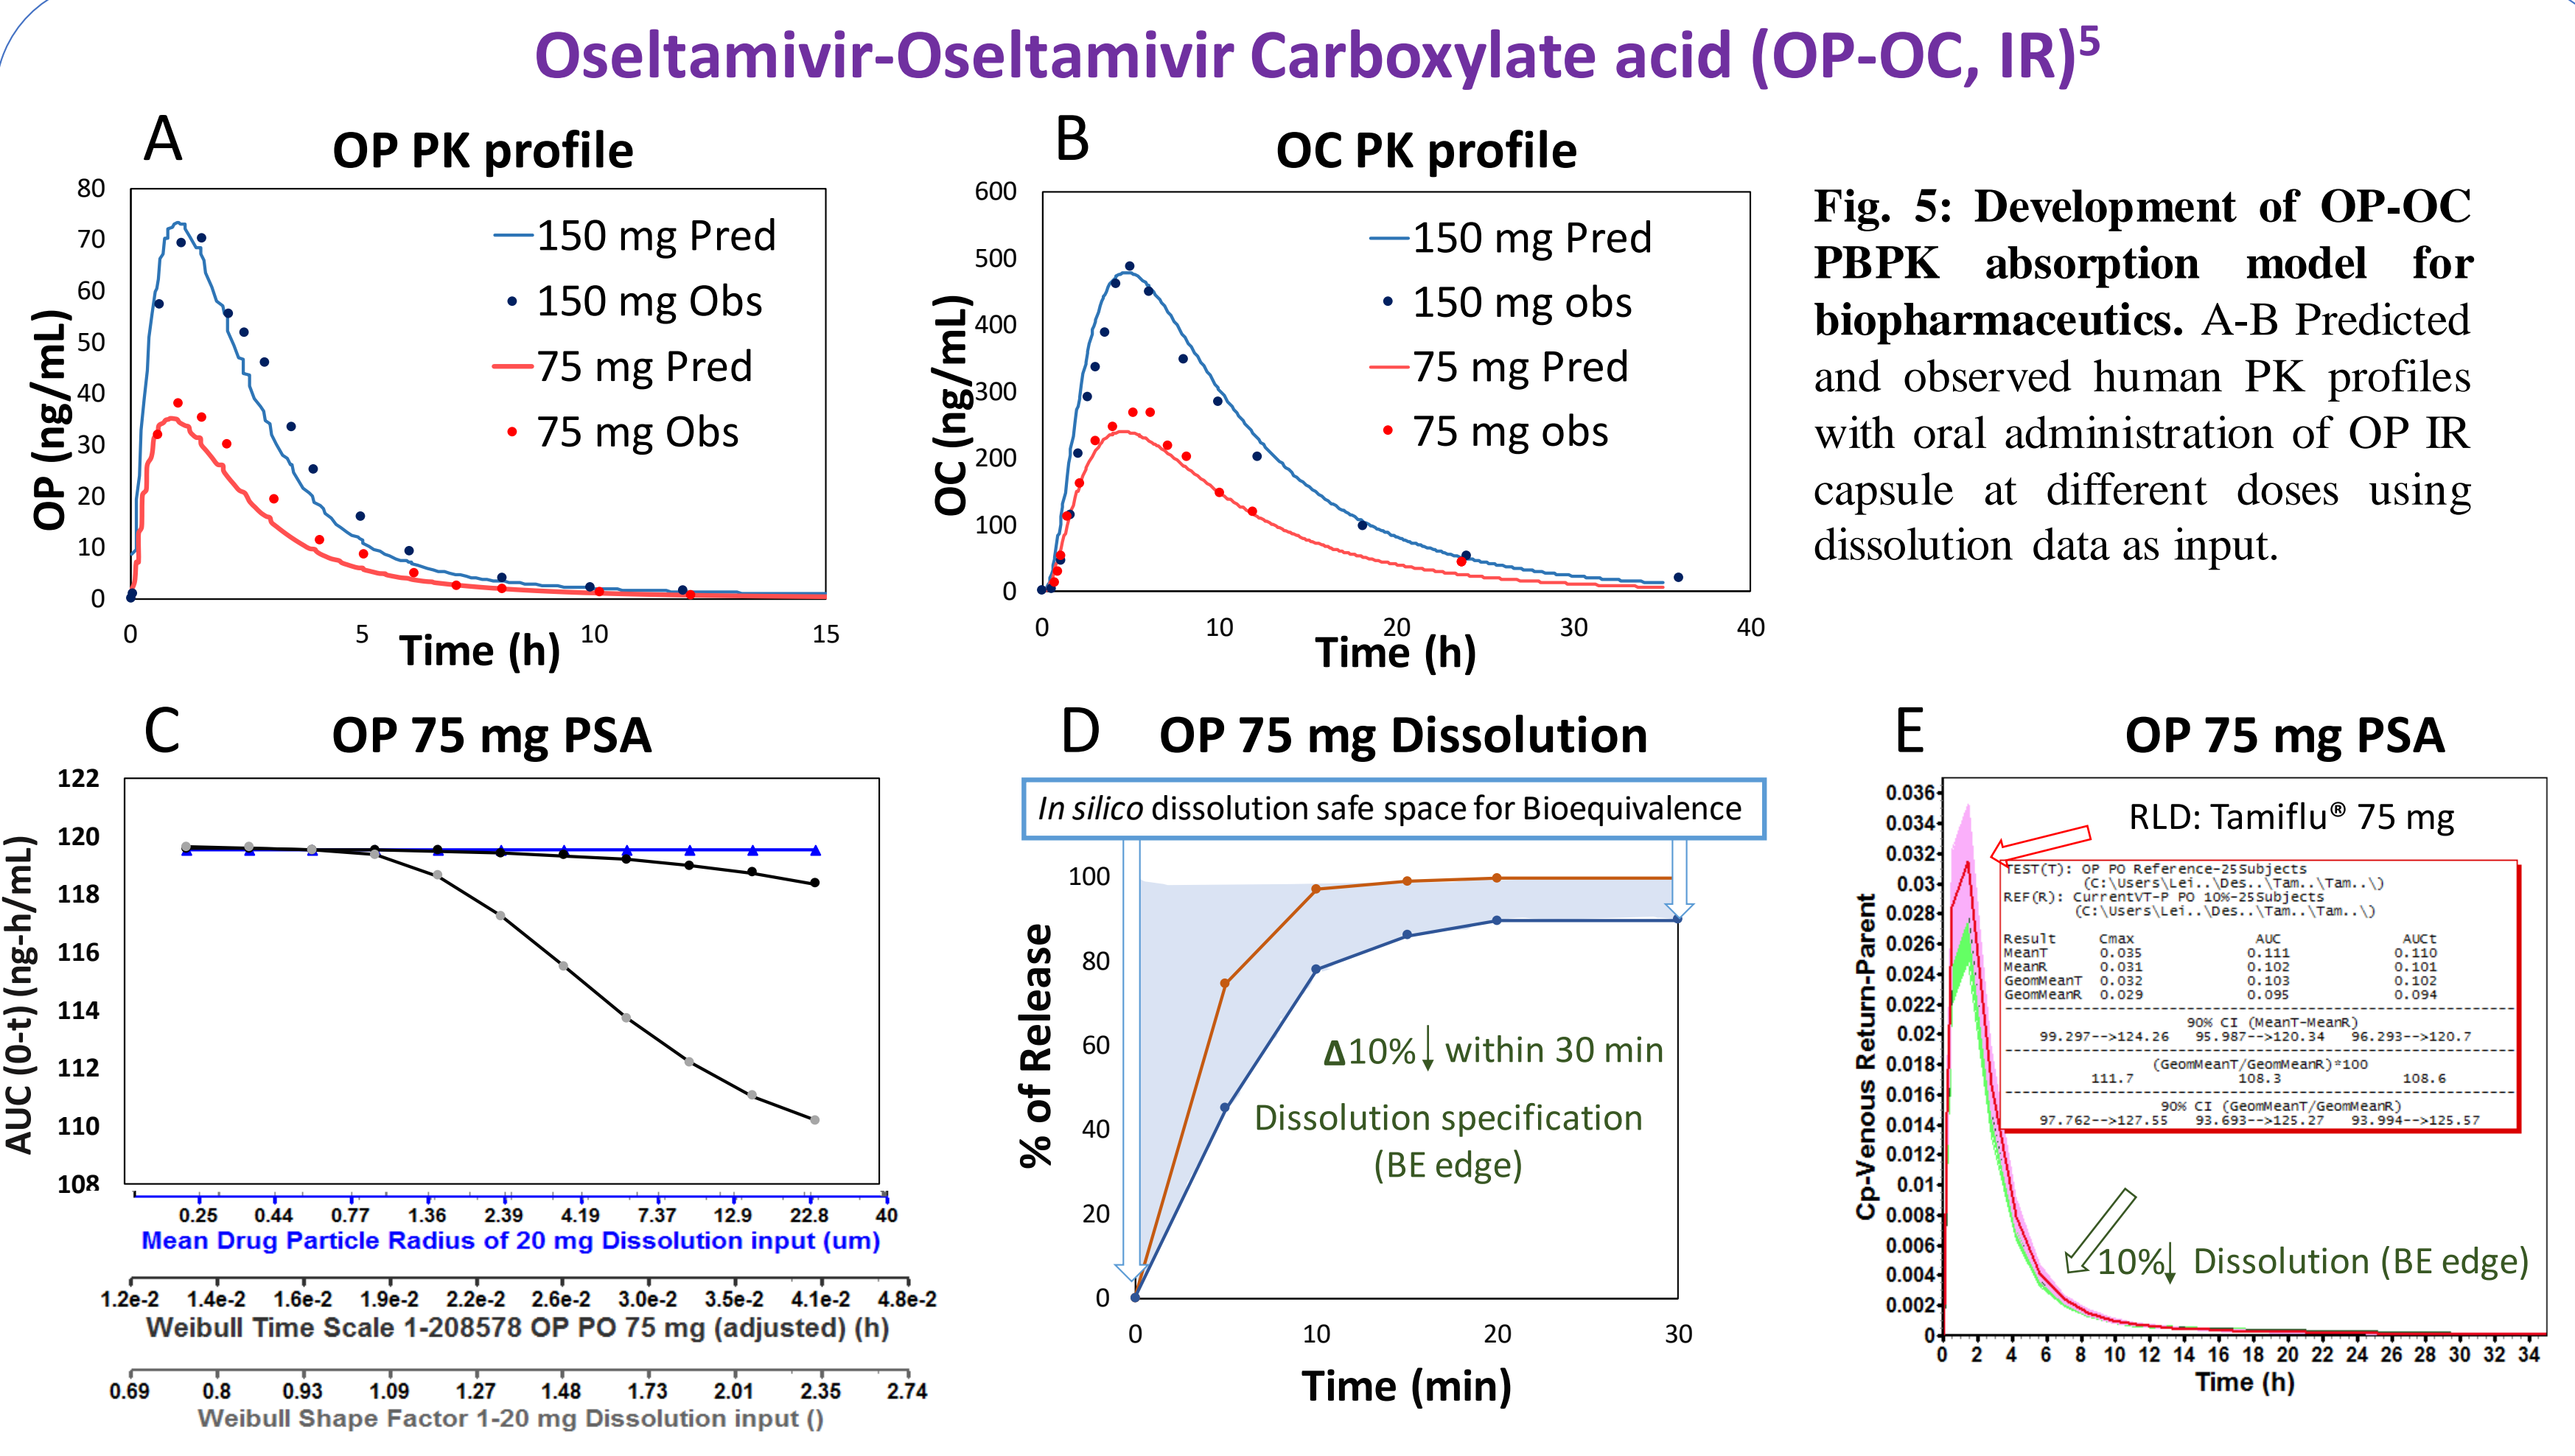 Oseltamivir-Oseltamivir Carboxylate acid (OP-OC, IR)5
A
OP PK profile
OP (ng/mL)
80
70
60
50
40
30
20
10
0
150 mg Pred
150 mg Obs
75 mg Pred
75 mg Obs
0
5
10
15
Time (h)
B
OC PK profile
OC (ng/mL)
600
500
400
300
200
100
0
150 mg Pred
150 mg obs
75 mg Pred
75 mg obs
0
10
20
30
40
Time (h)
Fig. 5: Development of OP-OC
PBPK absorption model for
biopharmaceutics. A-B Predicted
and observed human PK profiles
with oral administration of OP IR
capsule at different doses using
dissolution data as input.
C
OP 75 mg PSA
AUC (0-t) (ng-h/mL)
122
120
118
116
114
112
110
108
0.25 0.44 0.77 1.36 2.39 4.19 7.37 12.9 22.8 40
Mean Drug Particle Radius of 20 mg Dissolution input (um)
1.2e-2 1.4e-2 1.6e-2 1.9e-2 2.2e-2 2.6e-2 3.0e-2 3.5e-2 4.1e-2 4.8e-2
Weibull Time Scale 1-208578 OP PO 75 mg (adjusted) (h)
0.69 0.8 0.93 1.09 1.27 1.48 1.73 2.01 2.35 2.74
Weibull Shape Factor 1-20 mg Dissolution input ()
D
OP 75 mg Dissolution
In silico dissolution safe space for Bioequivalence
% of Release
100
80
60
40
20
0
Δ10%↓ within 30 min
Dissolution specification
(BE edge)
0
10
20
30
Time (min)
E
OP 75 mg PSA
Cp-Venous Return-Parent
0.036
0.034
0.032
0.03
0.028
0.026
0.024
0.022
0.02
0.018
0.016
0.014
0.012
0.01
0.008
0.006
0.004
0.002
0
RLD: Tamiflu® 75 mg
TEST(T): OP PO Reference-25Subjects
(C:\Users\Lei..\Des..\Tam..\Tam..\)
REF(R): CurrentVT-P PO 10%-25Subjects
(C:\Users\Lei..\Des..\Tam..\Tam..\)
Result Cmax AUC AUCt
MeanT 0.035 0.111 0.110
MeanR 0.031 0.102 0.101
GeomMeanT 0.032 0.103 0.102
GeomMeanR 0.029 0.095 0.094
90% CI (MeanT-MeanR)
99.297-->124.26 95.987-->120.34 96.293-->120.7
(GeomMeanT/GeomMeanR)*100
111.7 108.3 108.6
90% CI (GeomMeanT/GeomMeanR)
97.762-->127.55 93.693-->125.27 93.994-->125.57
10%↓ Dissolution (BE edge)
0 2 4 6 8 10 12 14 16 18 20 22 24 26 28 30 32 34
Time (h)